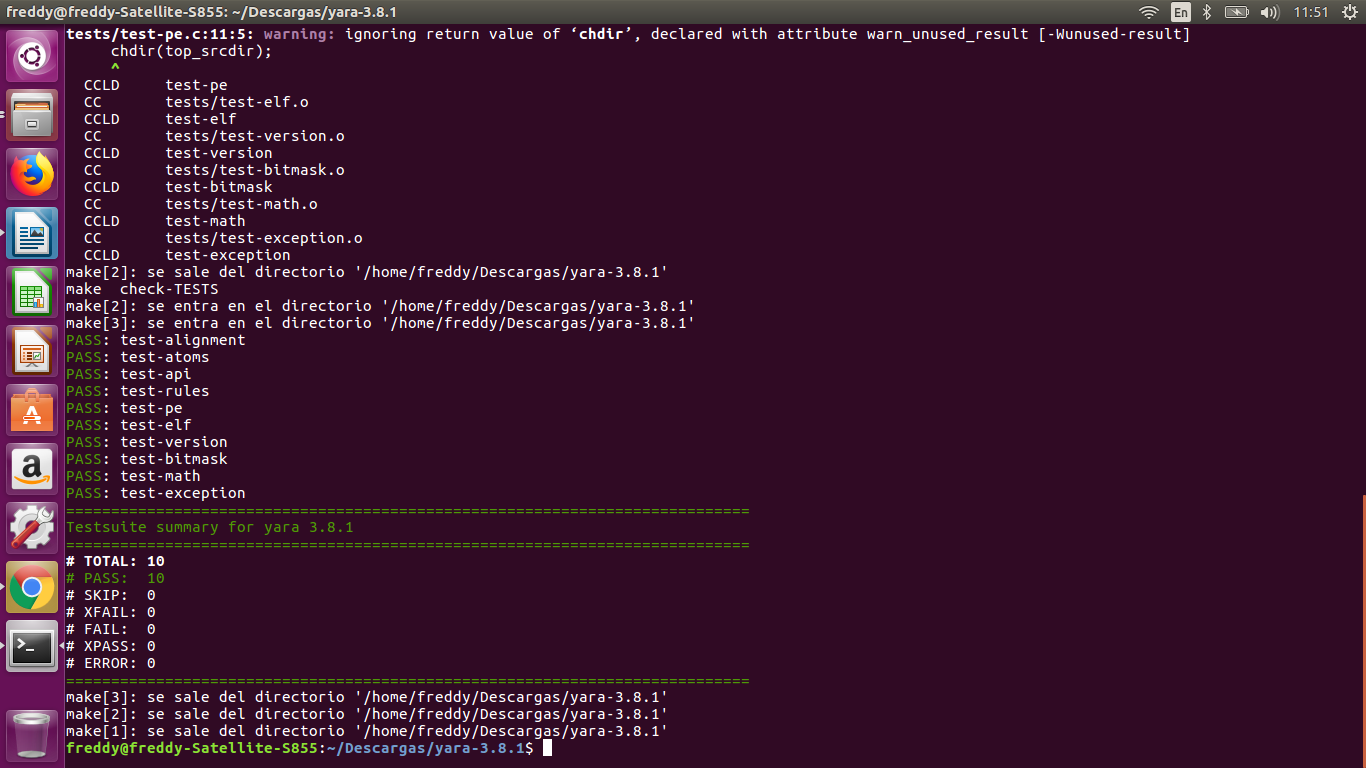 freddy@freddy-Satellite-S855: ~/Descargas/yara-3.8.1
En
11:51
tests/test-pe.c:11:5: warning: ignoring return value of ‘chdir’, declared with attribute warn_unused_result [-Wunused-result]
chdir(top_srcdir);
^
CCLD test-pe
CC tests/test-elf.o
CCLD test-elf
CC tests/test-version.o
CCLD test-version
CC tests/test-bitmask.o
CCLD test-bitmask
CC tests/test-math.o
CCLD test-math
CC tests/test-exception.o
CCLD test-exception
make[2]: se sale del directorio '/home/freddy/Descargas/yara-3.8.1'
make check-TESTS
make[2]: se entra en el directorio '/home/freddy/Descargas/yara-3.8.1'
make[3]: se entra en el directorio '/home/freddy/Descargas/yara-3.8.1'
PASS: test-alignment
PASS: test-atoms
PASS: test-api
PASS: test-rules
PASS: test-pe
PASS: test-elf
PASS: test-version
PASS: test-bitmask
PASS: test-math
PASS: test-exception
============================================================================
Testsuite summary for yara 3.8.1
============================================================================
# TOTAL: 10
# PASS: 10
# SKIP: 0
# XFAIL: 0
# FAIL: 0
# XPASS: 0
# ERROR: 0
============================================================================
make[3]: se sale del directorio '/home/freddy/Descargas/yara-3.8.1'
make[2]: se sale del directorio '/home/freddy/Descargas/yara-3.8.1'
make[1]: se sale del directorio '/home/freddy/Descargas/yara-3.8.1'
freddy@freddy-Satellite-S855:~/Descargas/yara-3.8.1$